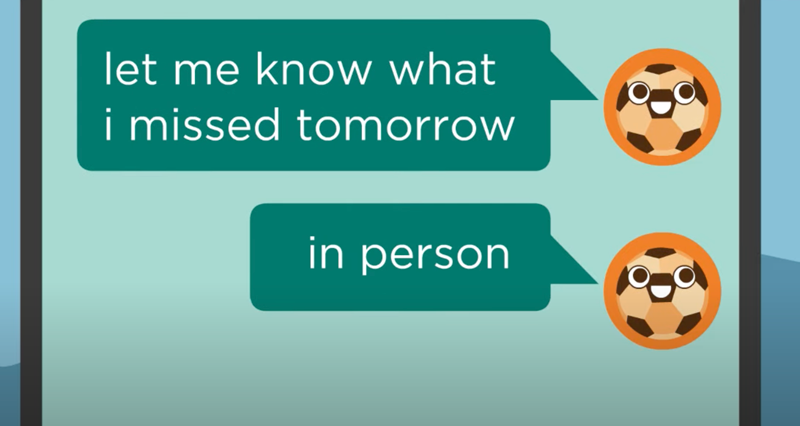 let me know what
i missed tomorrow
in person